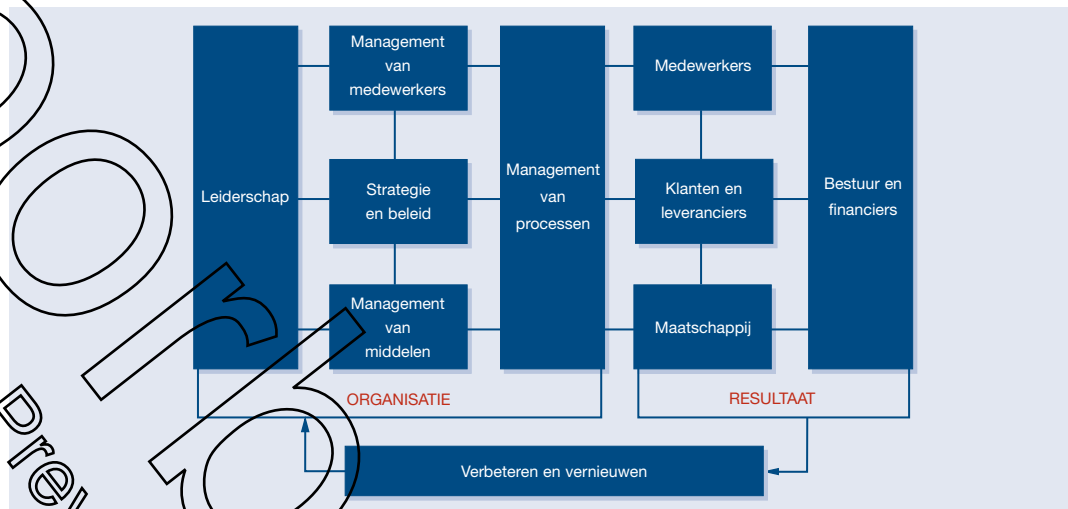 Leiderschap
Management
van
medewerkers
Strategie
en beleid
Management
van
middelen
Management
van
processen
Medewerkers
Klanten en
leveranciers
Maatschappij
Bestuur en
financiers
ORGANISATIE
RESULTAAT
Verbeteren en vernieuwen